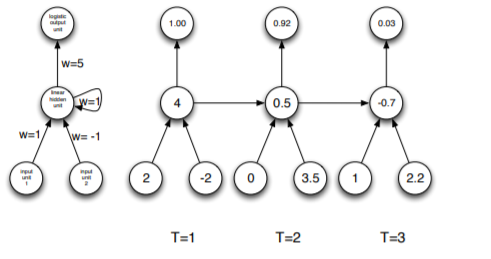 logistic
output
unit
w=5
linear
hidden
unit
w=1
w=1
w= -1
input
unit
1
input
unit
2
1.00
0.92
0.03
4
0.5
-0.7
2
-2
0
3.5
1
2.2
T=1
T=2
T=3